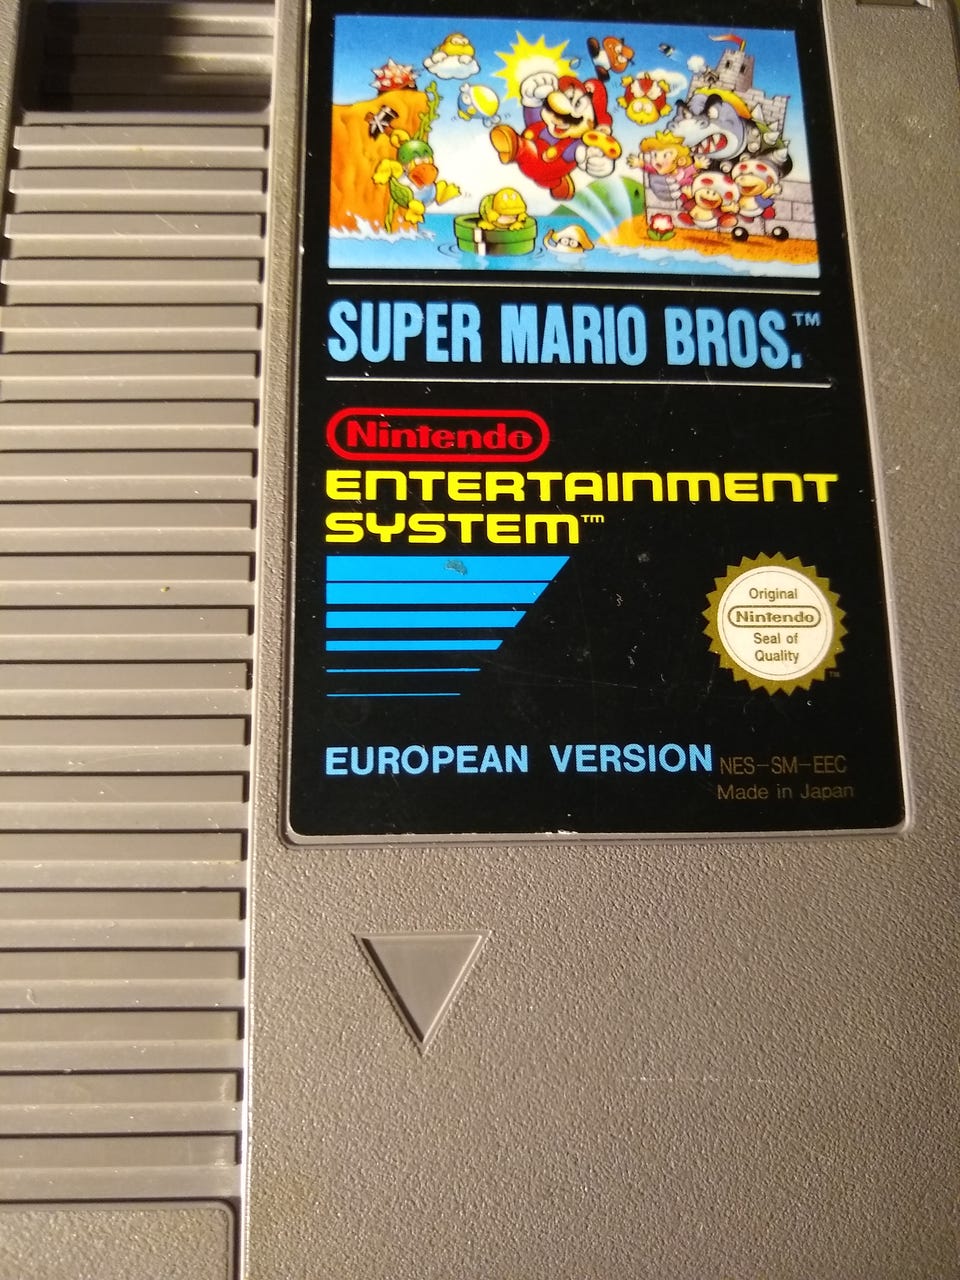 SUPER MARIO BROS.™
Nintendo
ENTERTAINMENT
SYSTEM™
Original
Nintendo
Seal of
Quality
TM
EUROPEAN VERSION NES-SM-EEC
Made in Japan